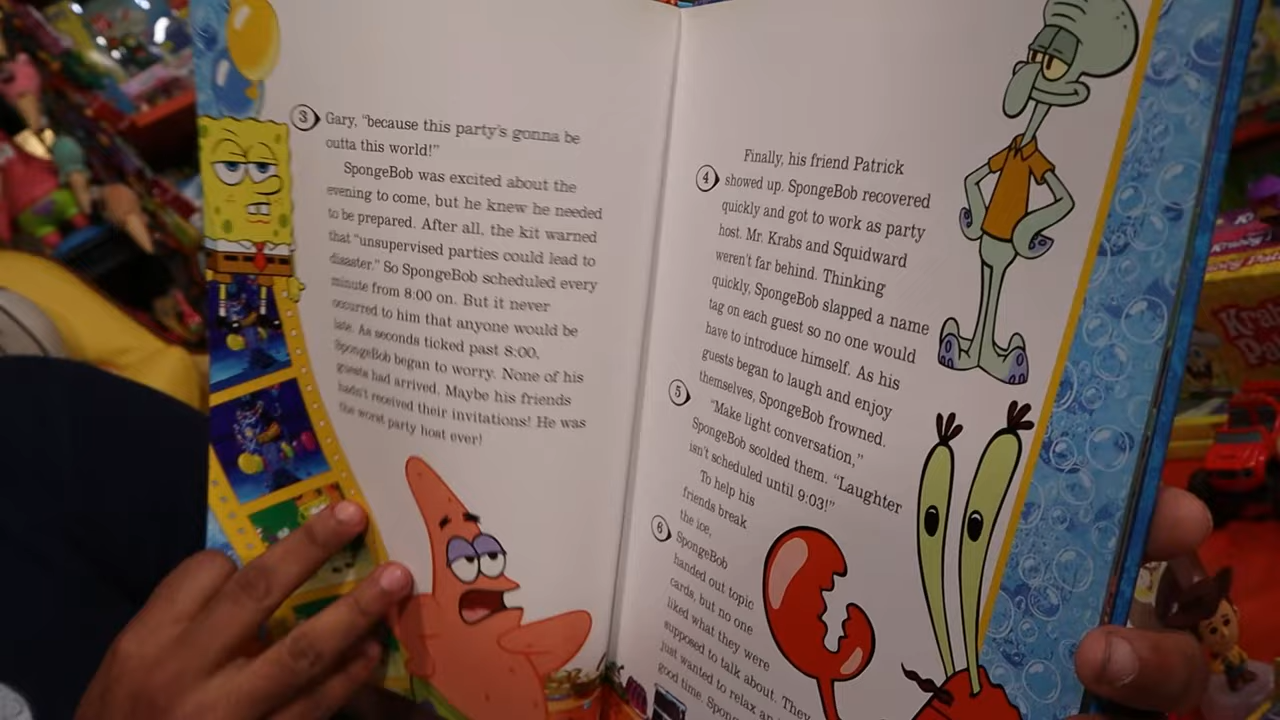 3
Gary, "because this party's gonna be
outta this world!"
SpongeBob was excited about the
evening to come, but he knew he needed
to be prepared. After all, the kit warned
that "unsupervised parties could lead to
disaster." So SpongeBob scheduled every
minute from 8:00 on. But it never
occurred to him that anyone would be
late. As seconds ticked past 8:00,
SpongeBob began to worry. None of his
guests had arrived. Maybe his friends
hadn't received their invitations! He was
the worst party host ever!
Finally, his friend Patrick
4
showed up. SpongeBob recovered
quickly and got to work as party
host. Mr. Krabs and Squidward
weren't far behind. Thinking
quickly, SpongeBob slapped a name
tag on each guest so no one would
have to introduce himself. As his
guests began to laugh and enjoy
themselves, SpongeBob frowned.
5
"Make light conversation,"
SpongeBob scolded them. "Laughter
isn't scheduled until 9:03!"
To help his
friends break
the ice,
6
SpongeBob
handed out topic
cards, but no one
liked what they were
supposed to talk about. They
just wanted to relax
good time.